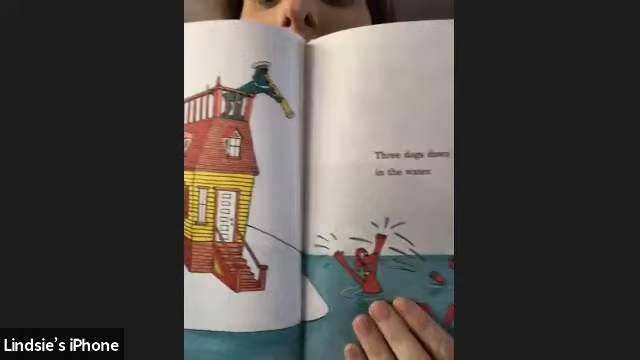 Three dogs down
in the water.
Lindsie's iPhone